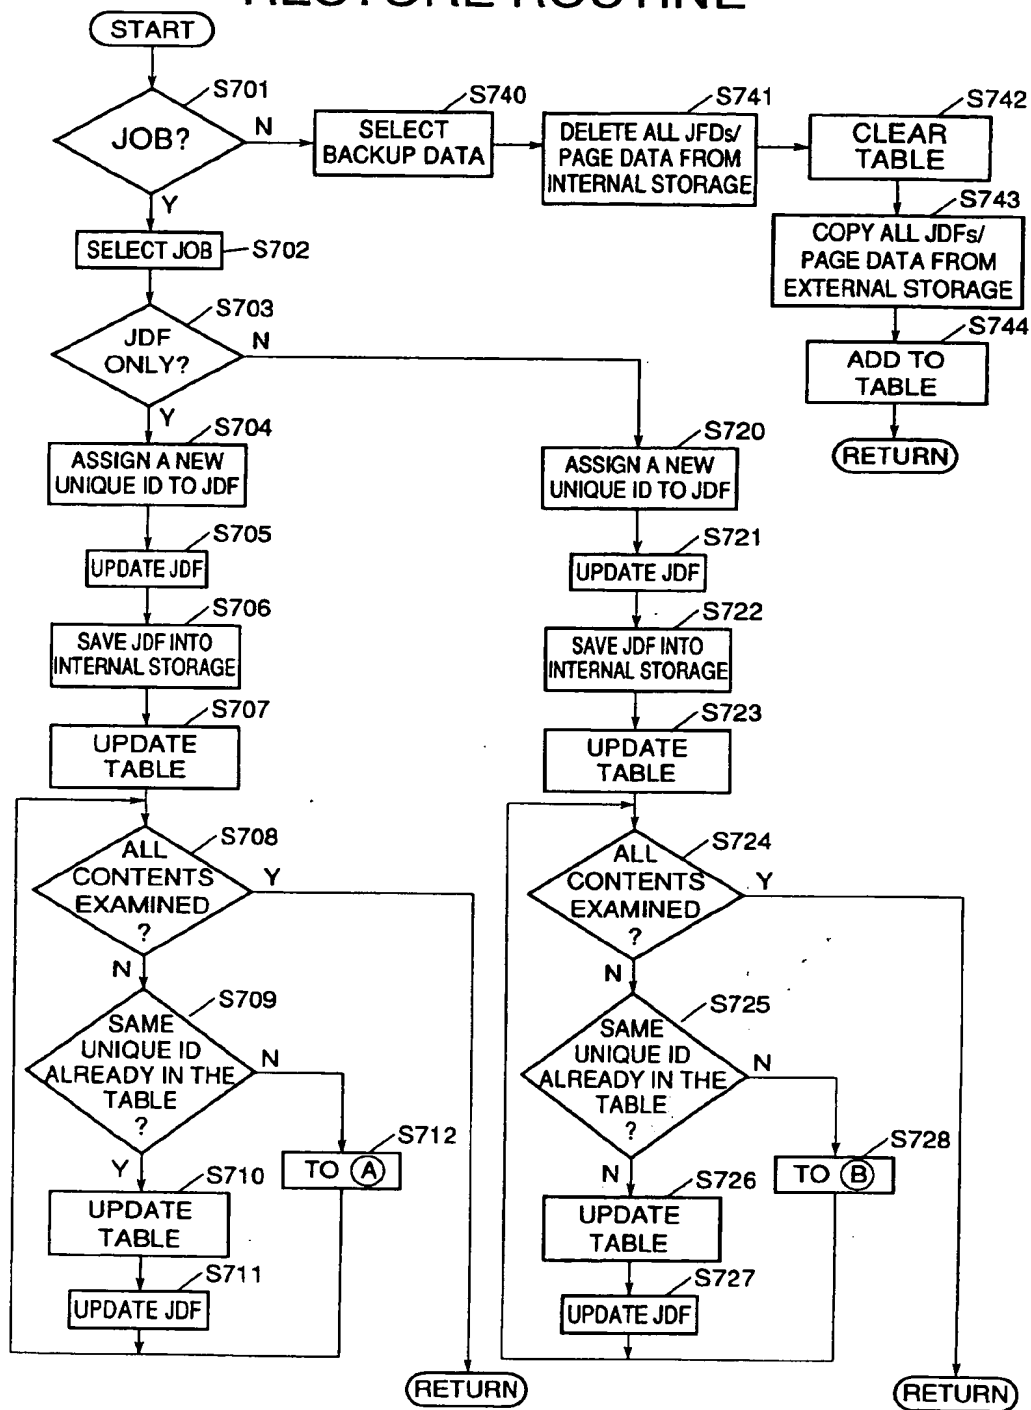 RESTORE ROUTINE
START
S701
JOB?
N
Y
S740
SELECT
BACKUP DATA
S741
DELETE ALL JFDs/
PAGE DATA FROM
INTERNAL STORAGE
S742
CLEAR
TABLE
S743
COPY ALL JDFs/
PAGE DATA FROM
EXTERNAL STORAGE
S744
ADD TO
TABLE
RETURN
SELECT JOB
S702
S703
JDF
ONLY?
N
Y
S704
ASSIGN A NEW
UNIQUE ID TO JDF
S705
UPDATE JDF
S706
SAVE JDF INTO
INTERNAL STORAGE
S707
UPDATE
TABLE
S708
ALL
CONTENTS
EXAMINED
?
Y
N
S709
SAME
UNIQUE ID
ALREADY IN THE
TABLE
?
N
Y
S712
TO A
S710
UPDATE
TABLE
S711
UPDATE JDF
RETURN
S720
ASSIGN A NEW
UNIQUE ID TO JDF
S721
UPDATE JDF
S722
SAVE JDF INTO
INTERNAL STORAGE
S723
UPDATE
TABLE
S724
ALL
CONTENTS
EXAMINED
?
Y
N
S725
SAME
UNIQUE ID
ALREADY IN THE
TABLE
?
N
N
S728
TO B
S726
UPDATE
TABLE
S727
UPDATE JDF
RETURN